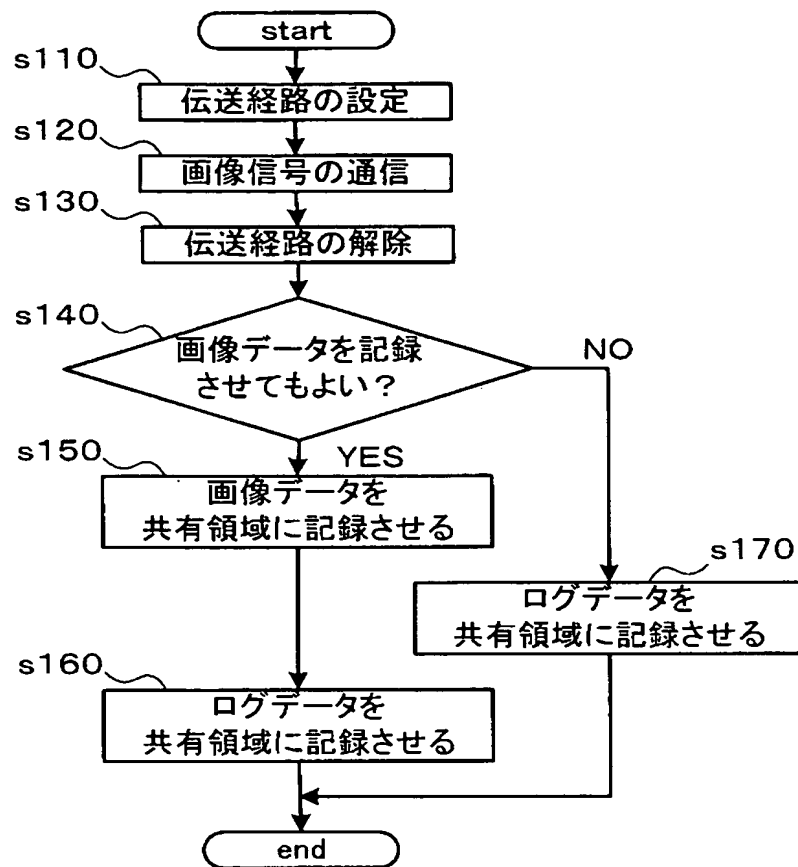 start
s110
伝送経路の設定
s120
画像信号の通信
s130
伝送経路の解除
s140
画像データを記録
させてもよい?
NO
YES
s150
画像データを
共有領域に記録させる
s170
ログデータを
共有領域に記録させる
s160
ログデータを
共有領域に記録させる
end